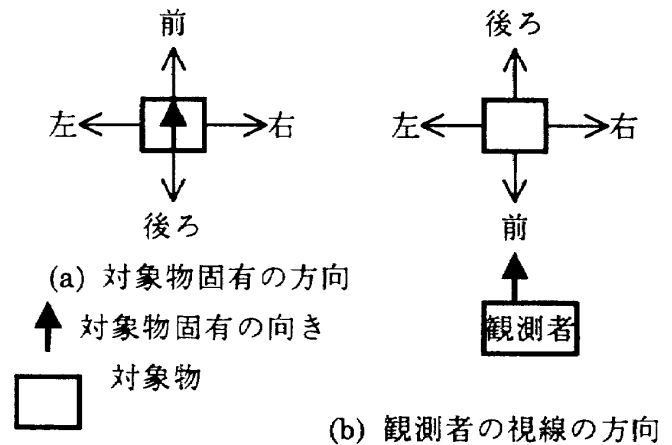 前
左
右
後ろ
(a) 対象物固有の方向
対象物固有の向き
対象物
後ろ
左
右
前
観測者
(b) 観測者の視線の方向